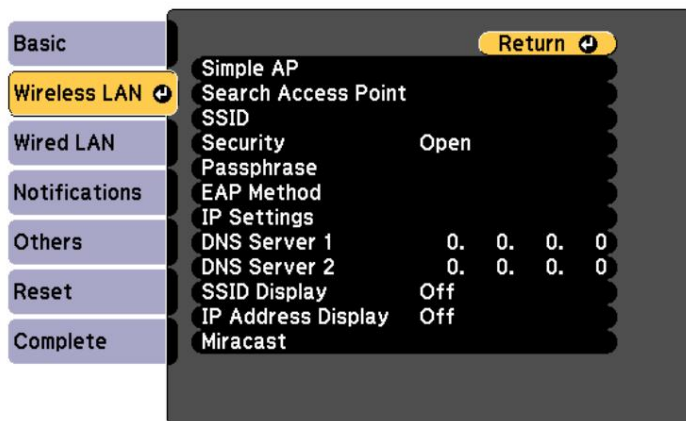 Basic
Wireless LAN
Wired LAN
Notifications
Others
Reset
Complete
Return
Simple AP
Search Access Point
SSID
Security Open
Passphrase
EAP Method
IP Settings
DNS Server 1 0. 0. 0. 0
DNS Server 2 0. 0. 0. 0
SSID Display Off
IP Address Display Off
Miracast